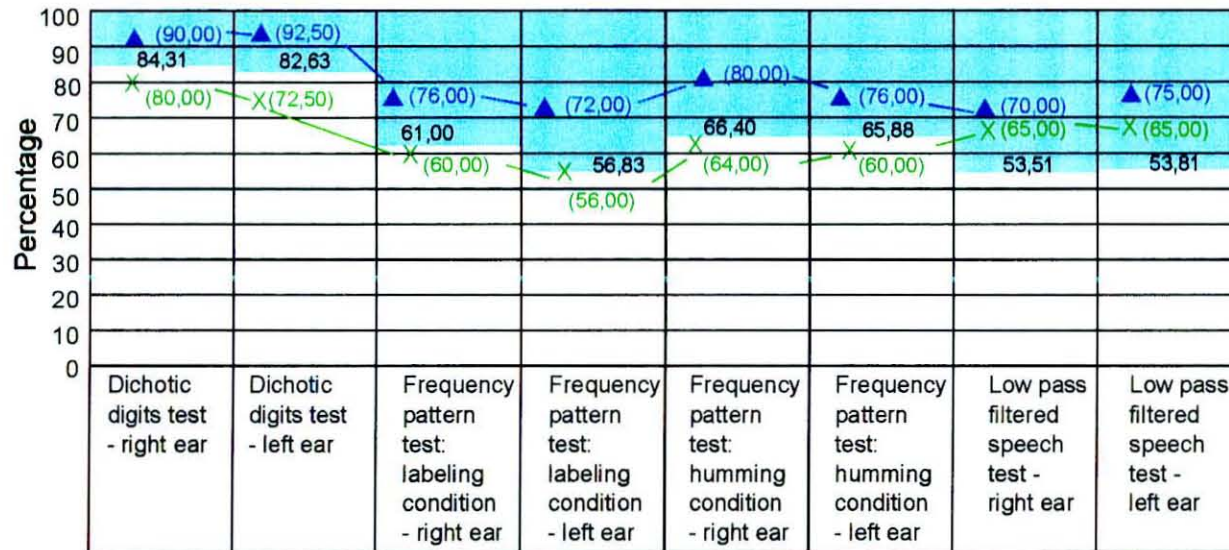 Percentage
100
90
80
70
60
50
40
30
20
10
0
(90,00)
84,31
(80,00)
(92,50)
82,63
(72,50)
(76,00)
61,00
(60,00)
(72,00)
56,83
(56,00)
(80,00)
66,40
(64,00)
(76,00)
65,88
(60,00)
(70,00)
(65,00)
53,51
(75,00)
(65,00)
53,81
Dichotic
digits test
- right ear
Dichotic
digits test
- left ear
Frequency
pattern
test:
labeling
condition
- right ear
Frequency
pattern
test:
labeling
condition
- left ear
Frequency
pattern
test:
humming
condition
- right ear
Frequency
pattern
test:
humming
condition
- left ear
Low pass
filtered
speech
test -
right ear
Low pass
filtered
speech
test -
left ear